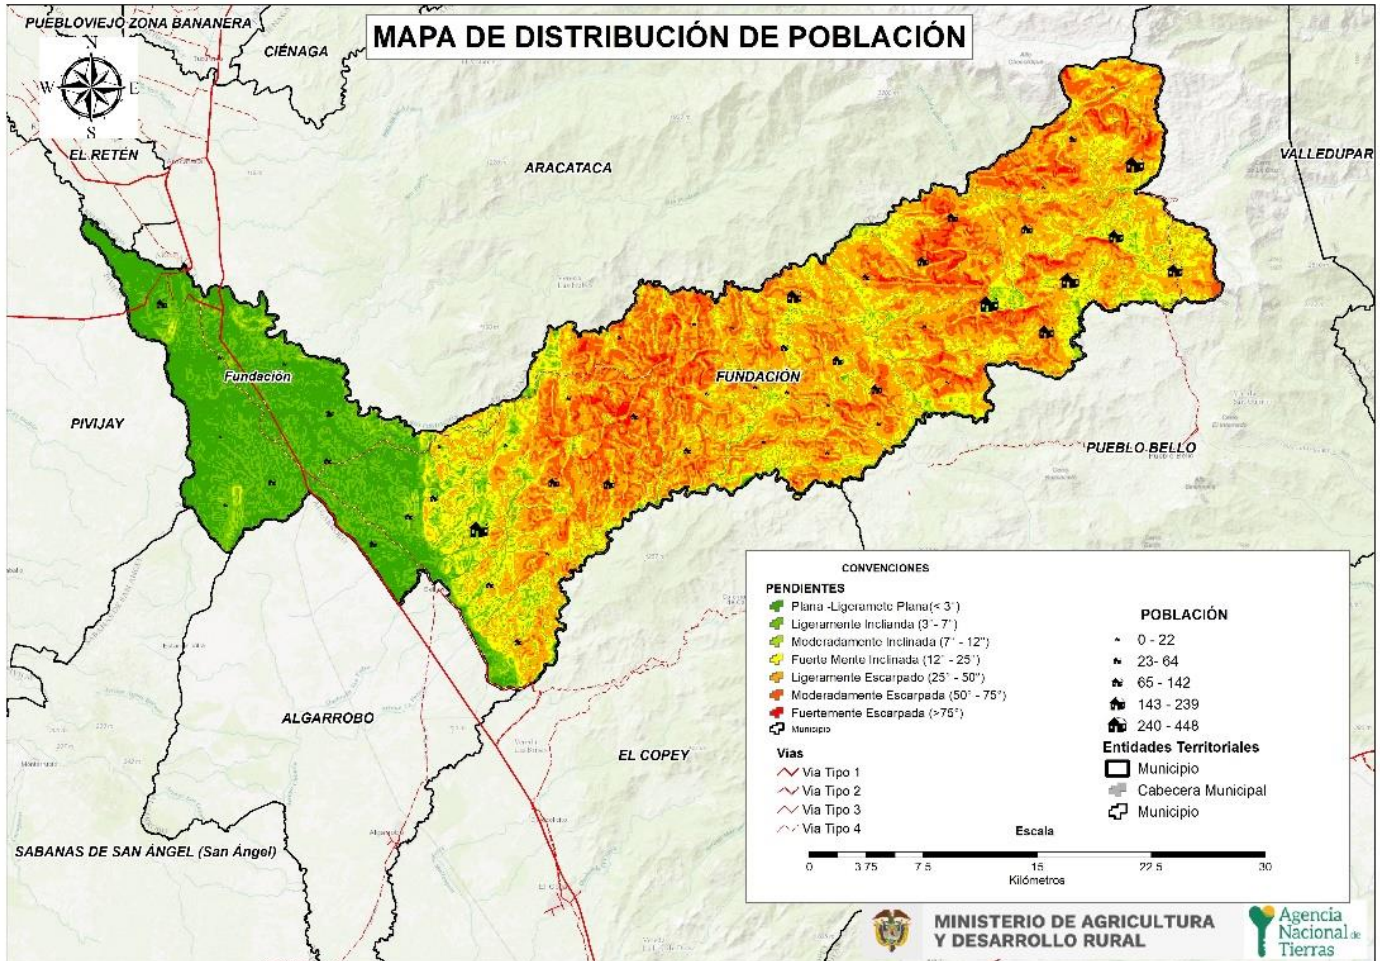 MAPA DE DISTRIBUCIÓN DE POBLACIÓN
PUEBLOVIEJO ZONA BANANERA
CIÉNAGA
N
W E
S
EL RETÉN
ARACATACA
VALLEDUPAR
Fundación
FUNDACIÓN
PIVIJAY
PUEBLO BELLO
ALGARROBO
EL COPEY
SABANAS DE SAN ÁNGEL (San Ángel)
CONVENCIONES
PENDIENTES
Plana -Ligeramete Plana(< 3°)
Ligeramente Inclianda (3°- 7°)
Moderadamente Inclinada (7° - 12°)
Fuerte Mente Inclinada (12° - 25°)
Ligeramente Escarpado (25° - 50°)
Moderadamente Escarpada (50° - 75°)
Fuertemente Escarpada (>75°)
Municipio
Vias
Via Tipo 1
Via Tipo 2
Via Tipo 3
Via Tipo 4
POBLACIÓN
0 - 22
23- 64
65 - 142
143 - 239
240 - 448
Entidades Territoriales
Municipio
Cabecera Municipal
Municipio
Escala
0 3.75 7.5 15 22.5 30
Kilómetros
MINISTERIO DE AGRICULTURA
Y DESARROLLO RURAL
Agencia
Nacional de
Tierras